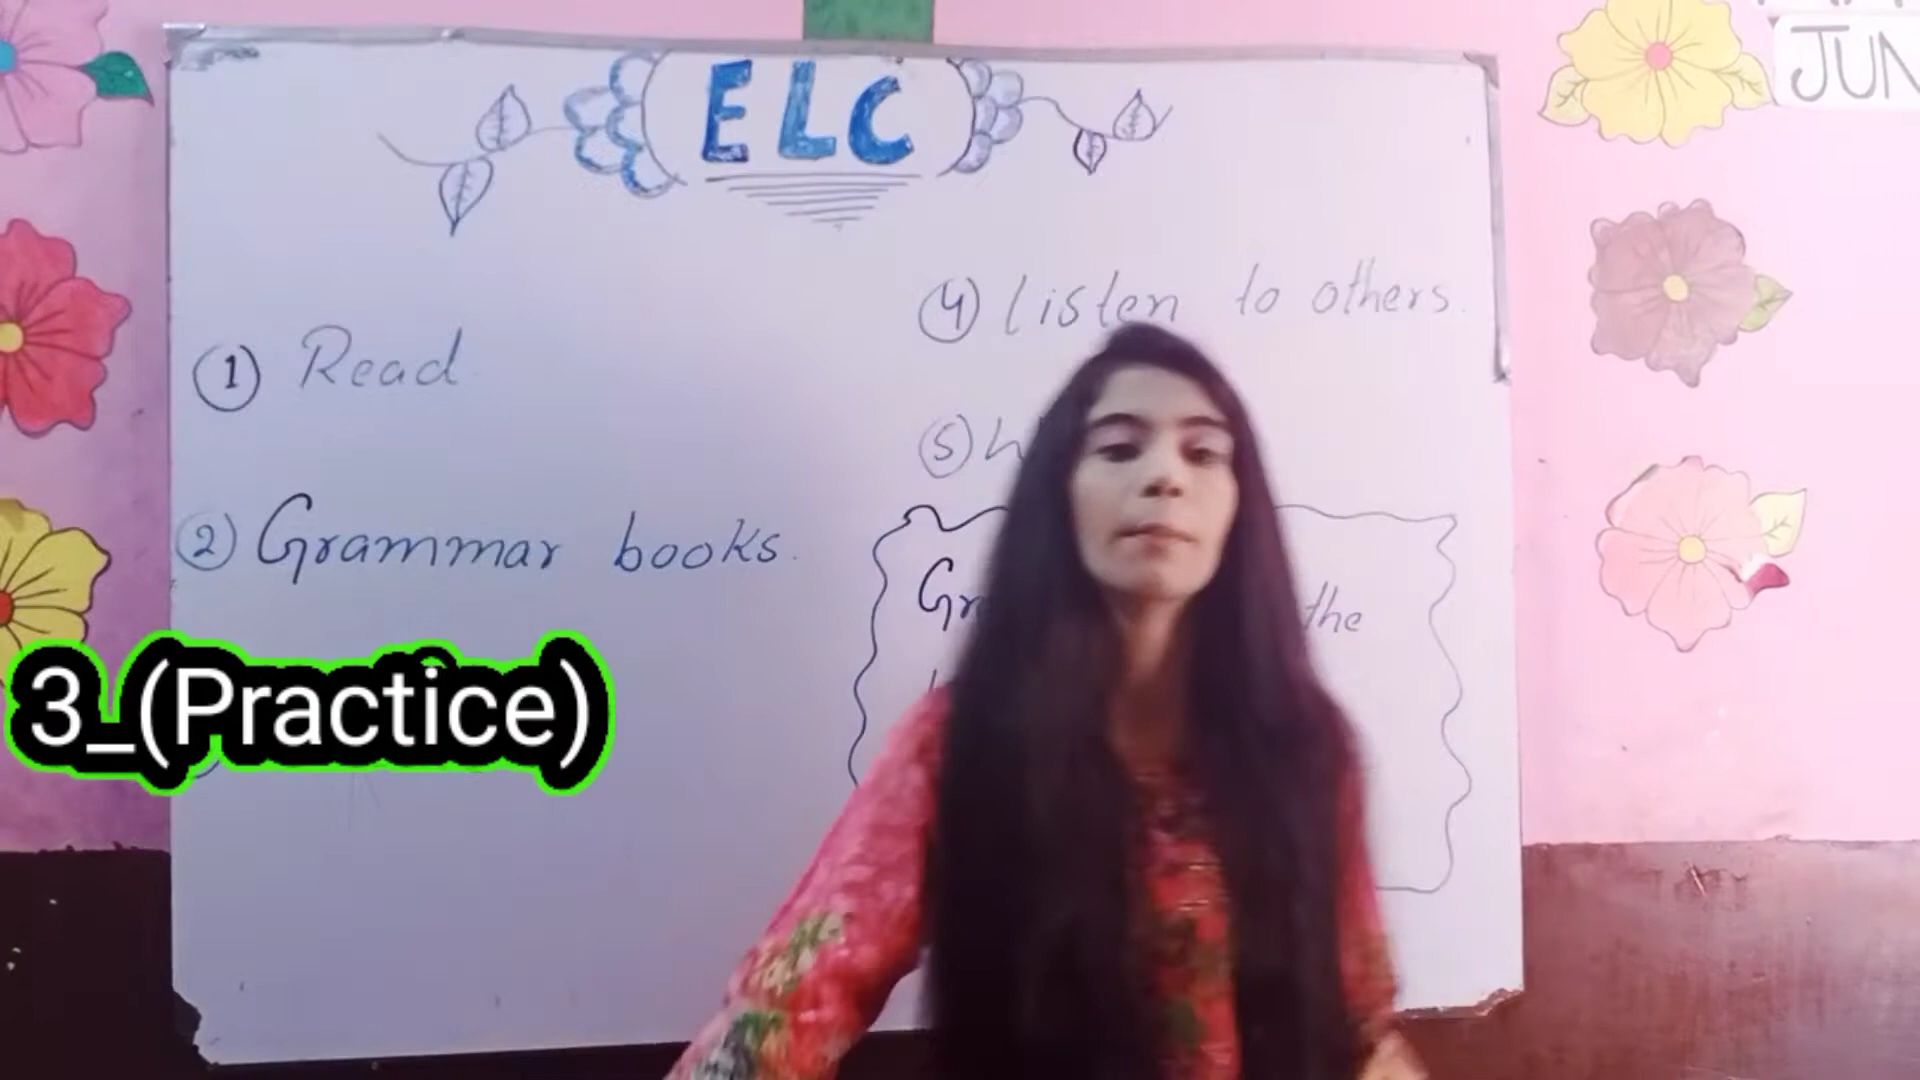 ELC
JUN
① Read
② Grammar books.
3_(Practice)
④ listen to others.
⑤
the